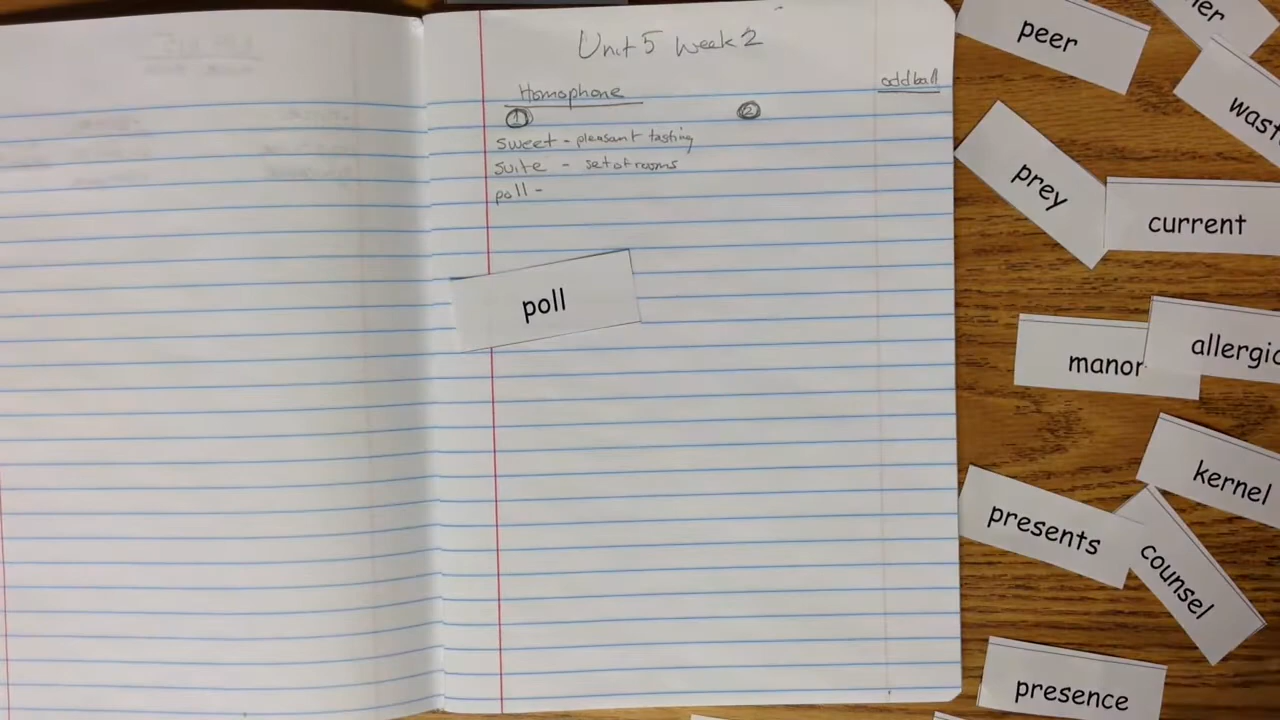 Unit 5 Week 2
Homophone
oddball
1
2
sweet - pleasant tasting
suite - set of rooms
poll -
poll
peer
prey
current
manor
allergic
kernel
presents
counsel
presence